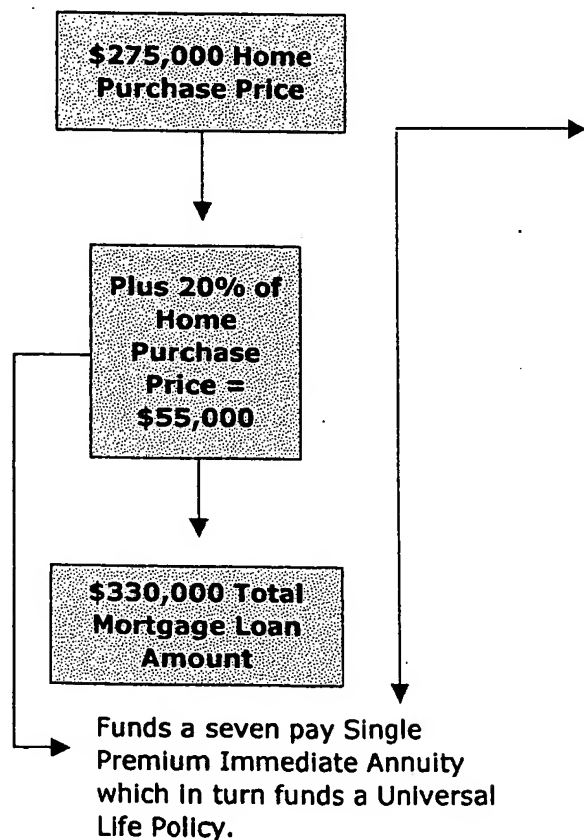 $275,000 Home
Purchase Price
Plus 20% of
Home
Purchase
Price =
$55,000
$330,000 Total
Mortgage Loan
Amount
Funds a seven pay Single
Premium Immediate Annuity
which in turn funds a Universal
Life Policy.